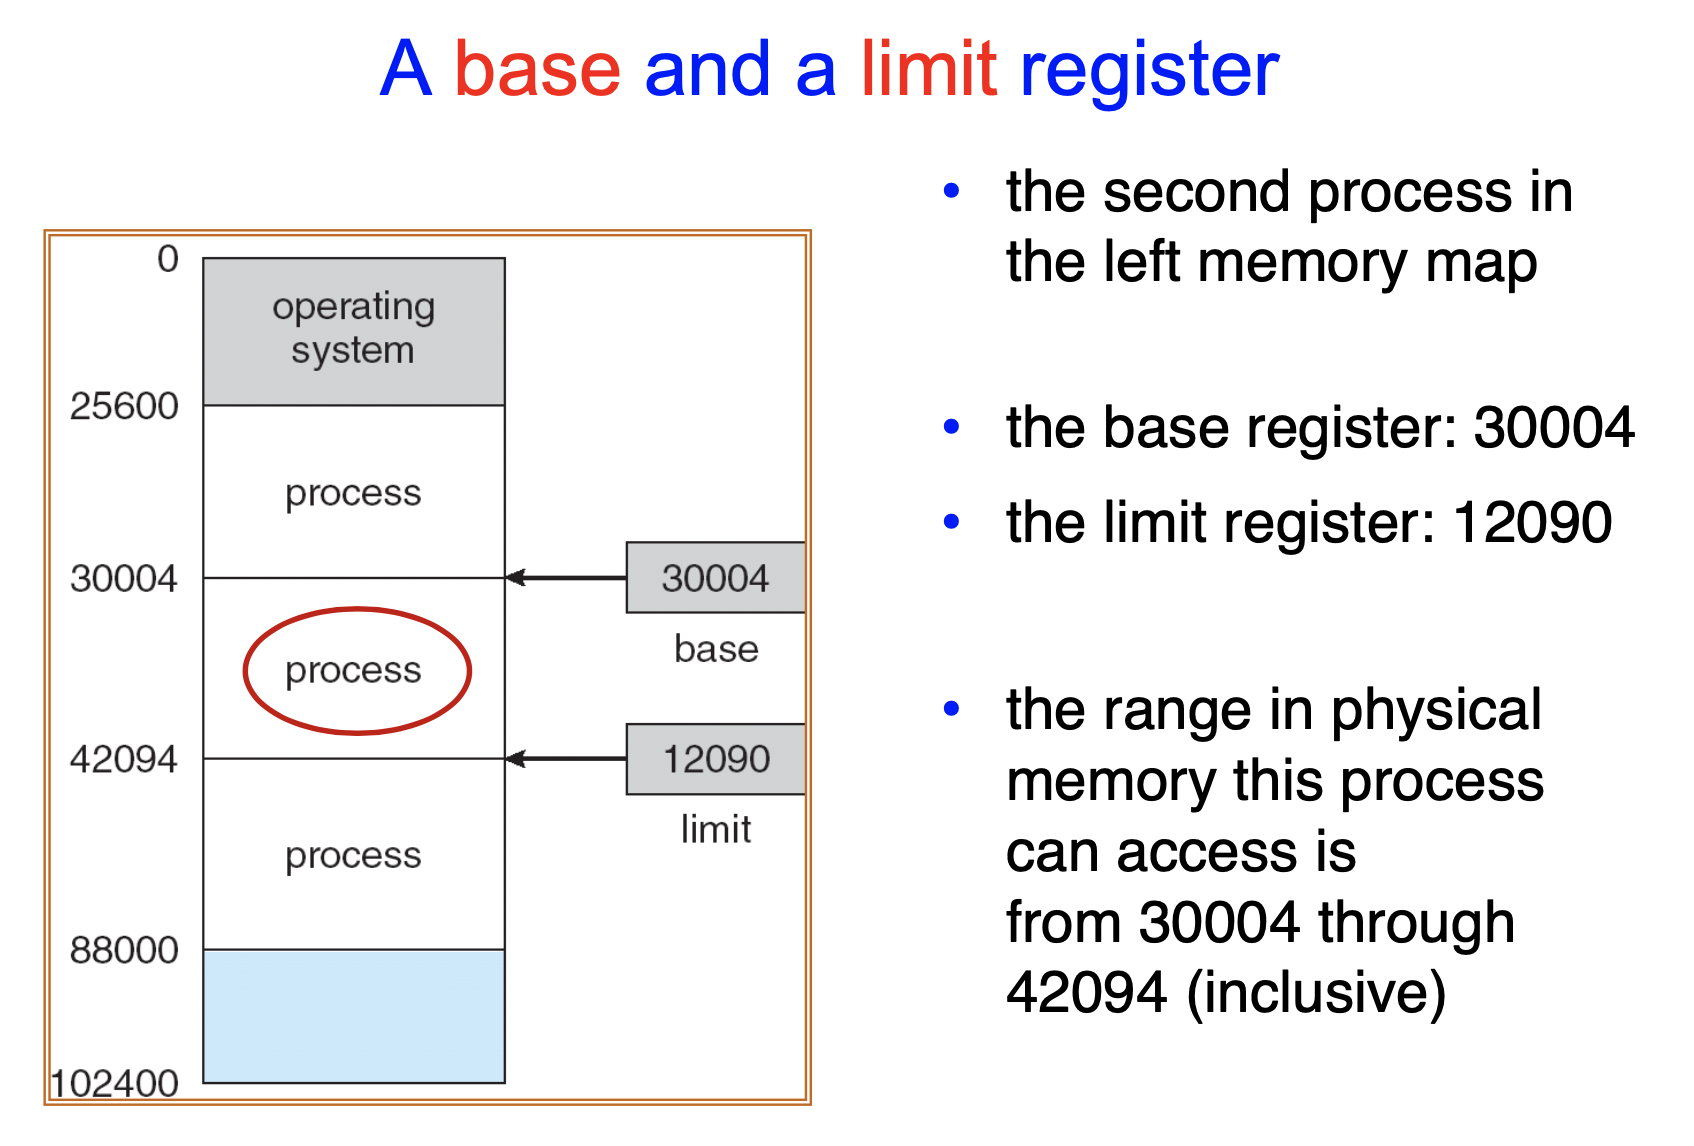 A base and a limit register
0
operating
system
25600
process
30004
30004
base
process
42094
12090
limit
process
88000
102400
• the second process in
the left memory map
• the base register: 30004
• the limit register: 12090
• the range in physical
memory this process
can access is
from 30004 through
42094 (inclusive)